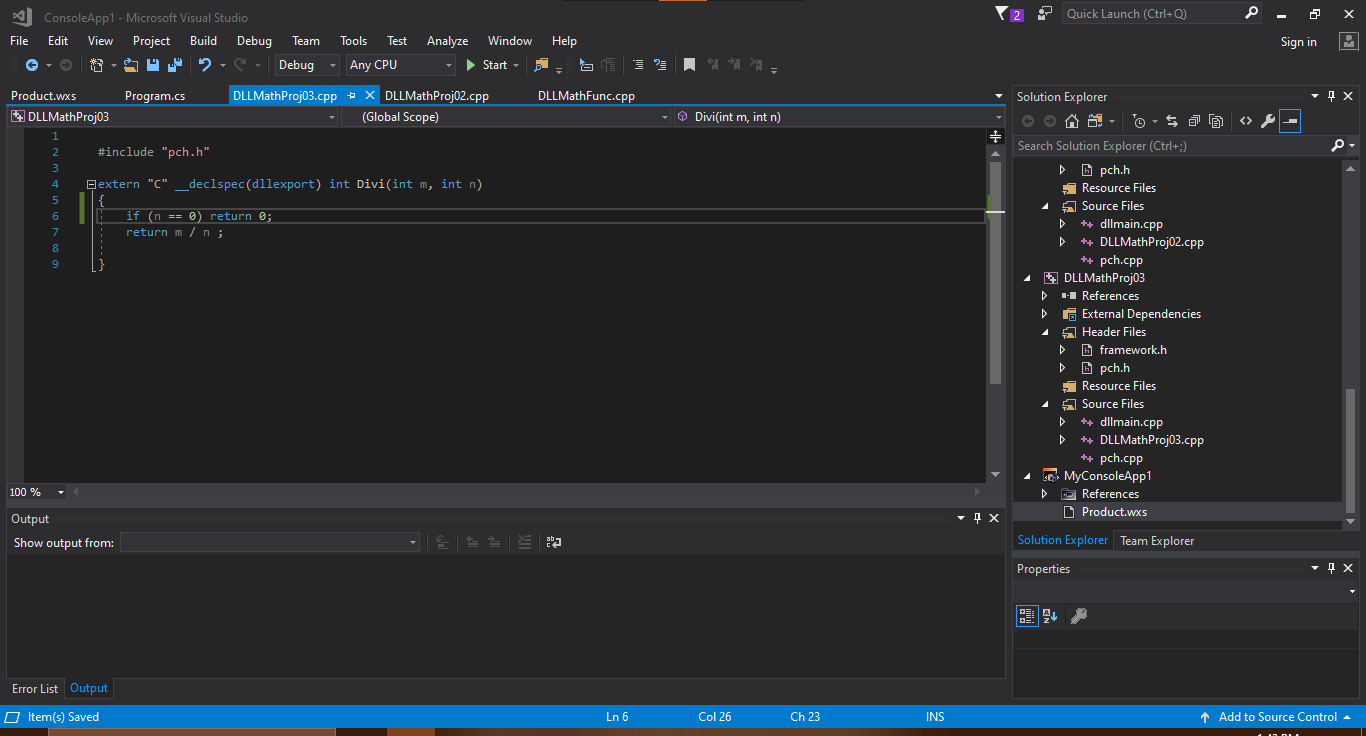 ConsoleApp1 - Microsoft Visual Studio
2
Quick Launch (Ctrl+Q)
File Edit View Project Build Debug Team Tools Test Analyze Window Help
Sign in
Debug Any CPU Start
Product.wxs Program.cs DLLMathProj03.cpp DLLMathProj02.cpp DLLMathFunc.cpp
DLLMathProj03 (Global Scope) Divi(int m, int n)
1
2 #include "pch.h"
3
4 extern "C" __declspec(dllexport) int Divi(int m, int n)
5 {
6 if (n == 0) return 0;
7 return m / n ;
8
9 }
100 %
Output
Show output from:
Error List Output
Solution Explorer
Search Solution Explorer (Ctrl+;)
pch.h
Resource Files
Source Files
dllmain.cpp
DLLMathProj02.cpp
pch.cpp
DLLMathProj03
References
External Dependencies
Header Files
framework.h
pch.h
Resource Files
Source Files
dllmain.cpp
DLLMathProj03.cpp
pch.cpp
MyConsoleApp1
References
Product.wxs
Solution Explorer Team Explorer
Properties
Item(s) Saved Ln 6 Col 26 Ch 23 INS Add to Source Control